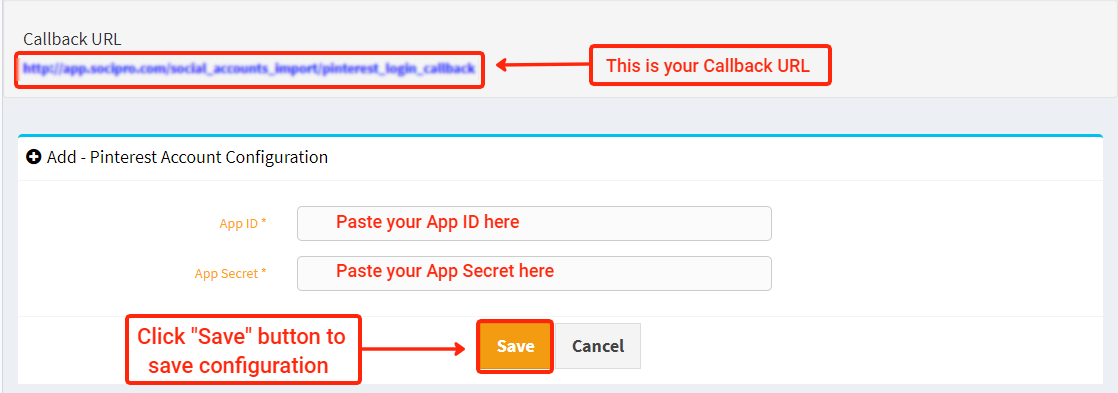 Callback URL
http://app.socipro.com/social_accounts_import/pinterest_login_callback
This is your Callback URL
Add - Pinterest Account Configuration
App ID *
Paste your App ID here
App Secret *
Paste your App Secret here
Click "Save" button to
save configuration
Save
Cancel